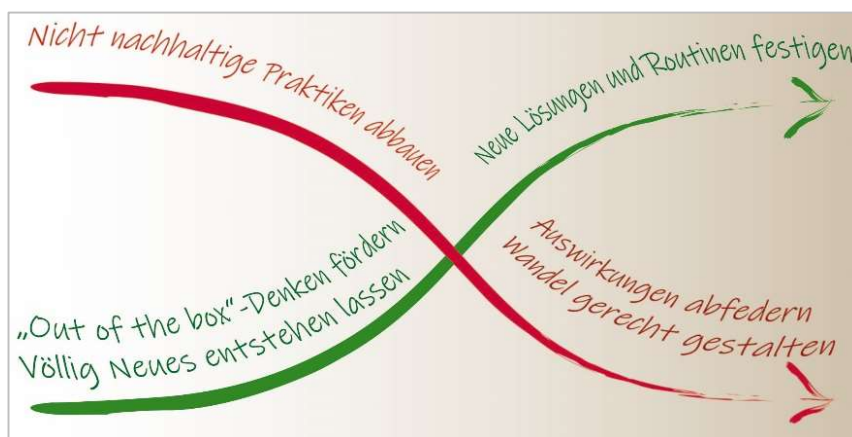 Nicht nachhaltige Praktiken abbauen
Neue Lösungen und Routinen festigen
„Out of the box“-Denken fördern
Völlig Neues entstehen lassen
Auswirkungen abfedern
Wandel gerecht gestalten